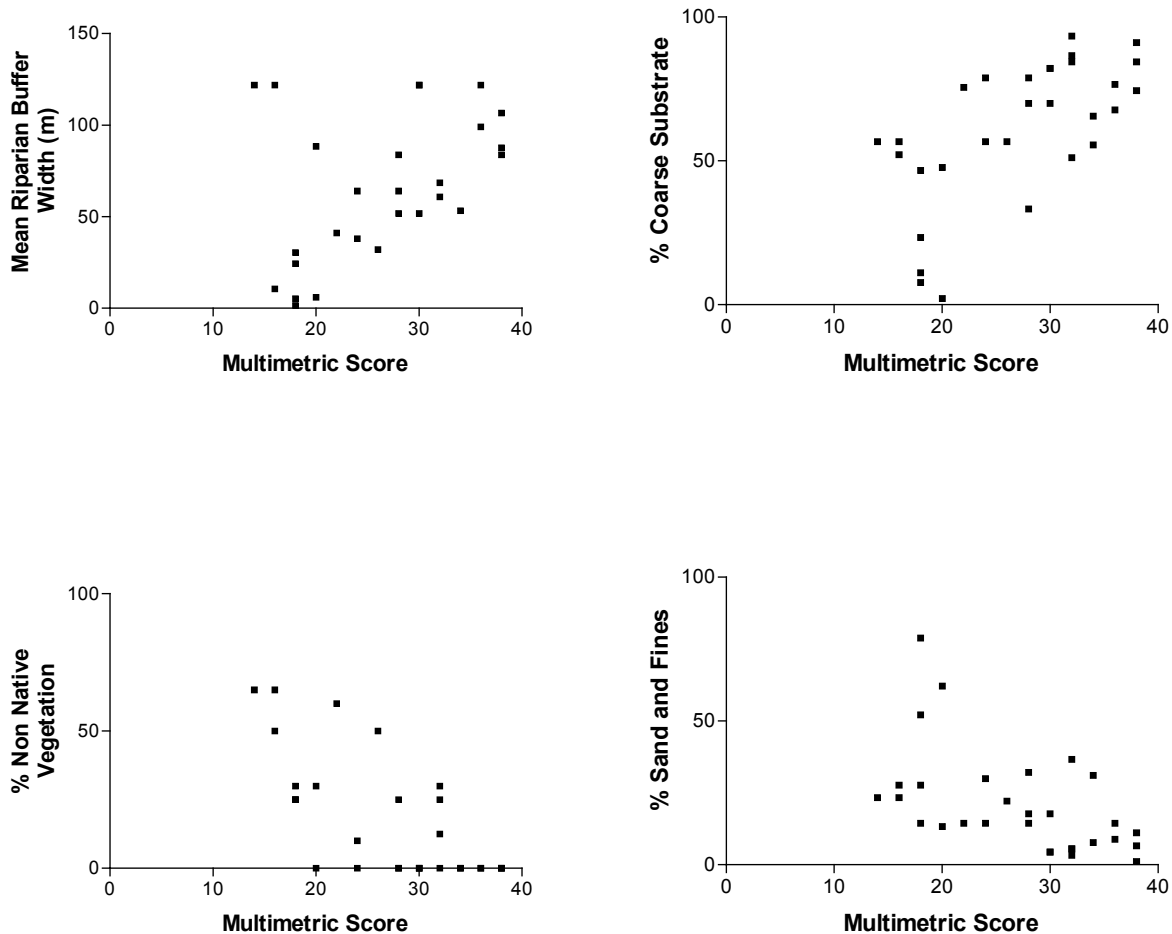 Mean Riparian Buffer
Width (m)
150
100
50
0
0 10 20 30 40
Multimetric Score
% Coarse Substrate
100
50
0
0 10 20 30 40
Multimetric Score
% Non Native
Vegetation
100
50
0
0 10 20 30 40
Multimetric Score
% Sand and Fines
100
50
0
0 10 20 30 40
Multimetric Score